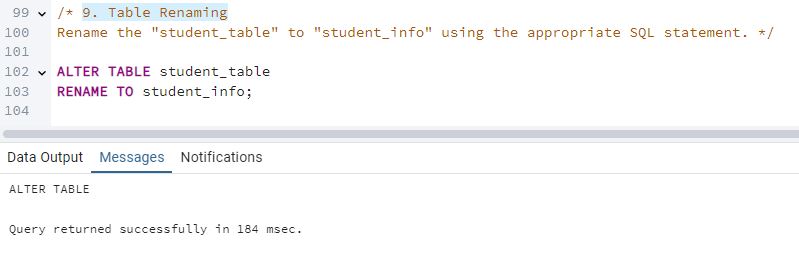 99 /* 9. Table Renaming
100 Rename the "student_table" to "student_info" using the appropriate SQL statement. */
101
102 ALTER TABLE student_table
103 RENAME TO student_info;
104
Data Output Messages Notifications
ALTER TABLE
Query returned successfully in 184 msec.